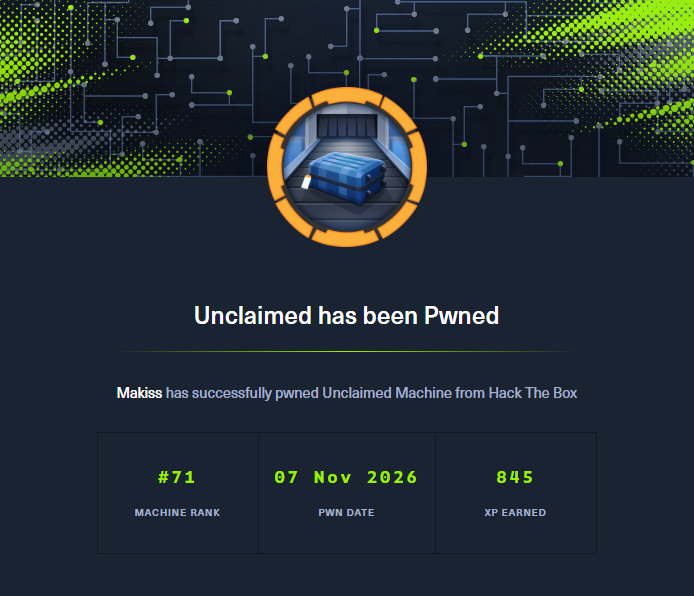 Unclaimed has been Pwned
Makiss has successfully pwned Unclaimed Machine from Hack The Box
#71 07 Nov 2026 845
MACHINE RANK PWN DATE XP EARNED